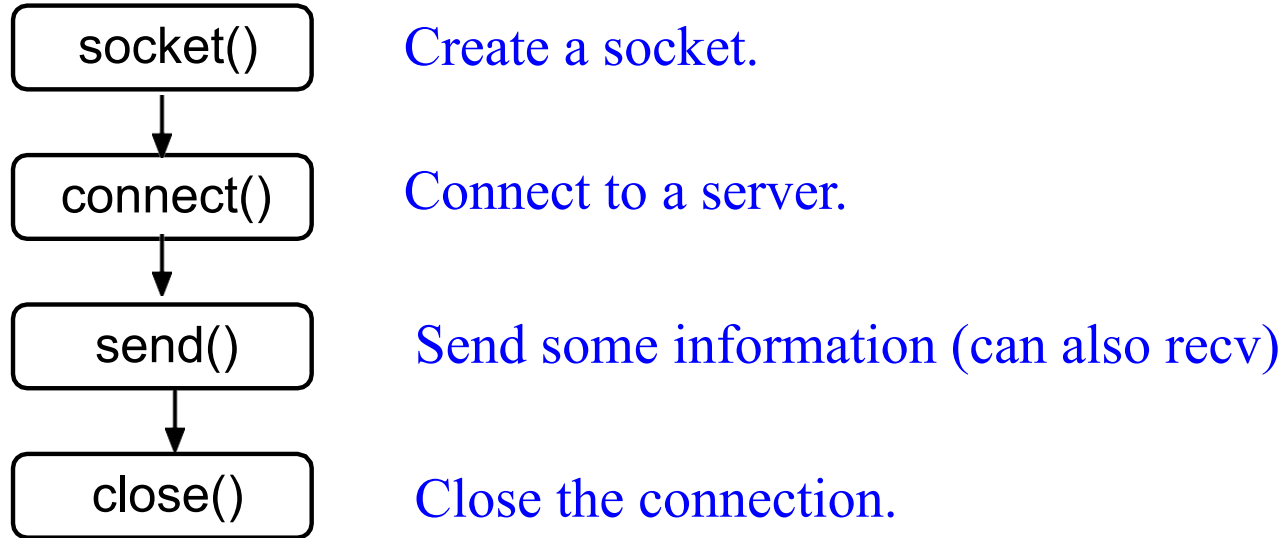 socket() Create a socket.
connect() Connect to a server.
send() Send some information (can also recv)
close() Close the connection.